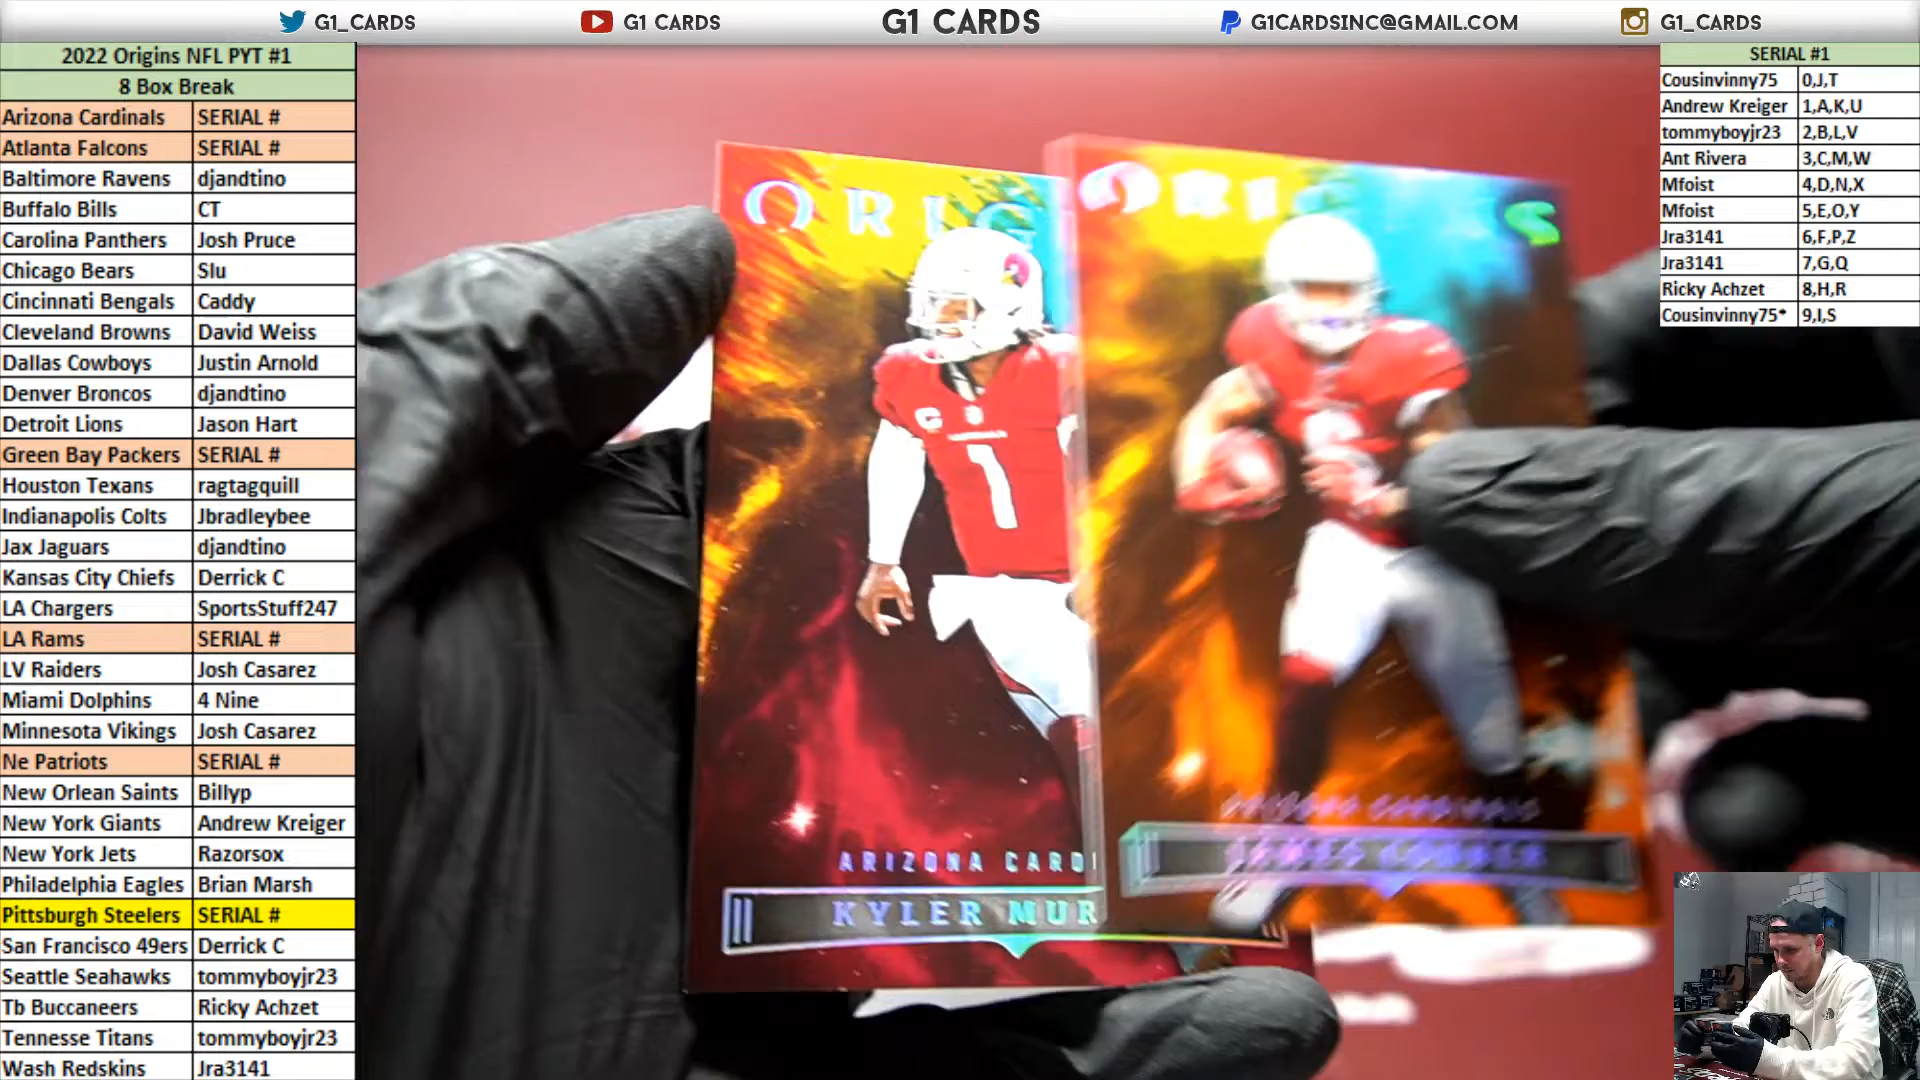 G1_CARDS
G1 CARDS
G1 CARDS
G1CARDSINC@GMAIL.COM
G1_CARDS
2022 Origins NFL PYT #1
8 Box Break
Arizona Cardinals SERIAL #
Atlanta Falcons SERIAL #
Baltimore Ravens djandtino
Buffalo Bills CT
Carolina Panthers Josh Pruce
Chicago Bears Slu
Cincinnati Bengals Caddy
Cleveland Browns David Weiss
Dallas Cowboys Justin Arnold
Denver Broncos djandtino
Detroit Lions Jason Hart
Green Bay Packers SERIAL #
Houston Texans ragtagquill
Indianapolis Colts Jbradleybee
Jax Jaguars djandtino
Kansas City Chiefs Derrick C
LA Chargers SportsStuff247
LA Rams SERIAL #
LV Raiders Josh Casarez
Miami Dolphins 4 Nine
Minnesota Vikings Josh Casarez
Ne Patriots SERIAL #
New Orlean Saints Billyp
New York Giants Andrew Kreiger
New York Jets Razorsox
Philadelphia Eagles Brian Marsh
Pittsburgh Steelers SERIAL #
San Francisco 49ers Derrick C
Seattle Seahawks tommyboyjr23
Tb Buccaneers Ricky Achzet
Tennesse Titans tommyboyjr23
Wash Redskins Jra3141
SERIAL #1
Cousinvinny75 0,J,T
Andrew Kreiger 1,A,K,U
tommyboyjr23 2,B,L,V
Ant Rivera 3,C,M,W
Mfoist 4,D,N,X
Mfoist 5,E,O,Y
Jra3141 6,F,P,Z
Jra3141 7,G,Q
Ricky Achzet 8,H,R
Cousinvinny75* 9,I,S
ORIG
C
1
ARIZONA CARDI
KYLER MUR
ORI S
6
ARIZONA CARDINALS
JAMES CONNER